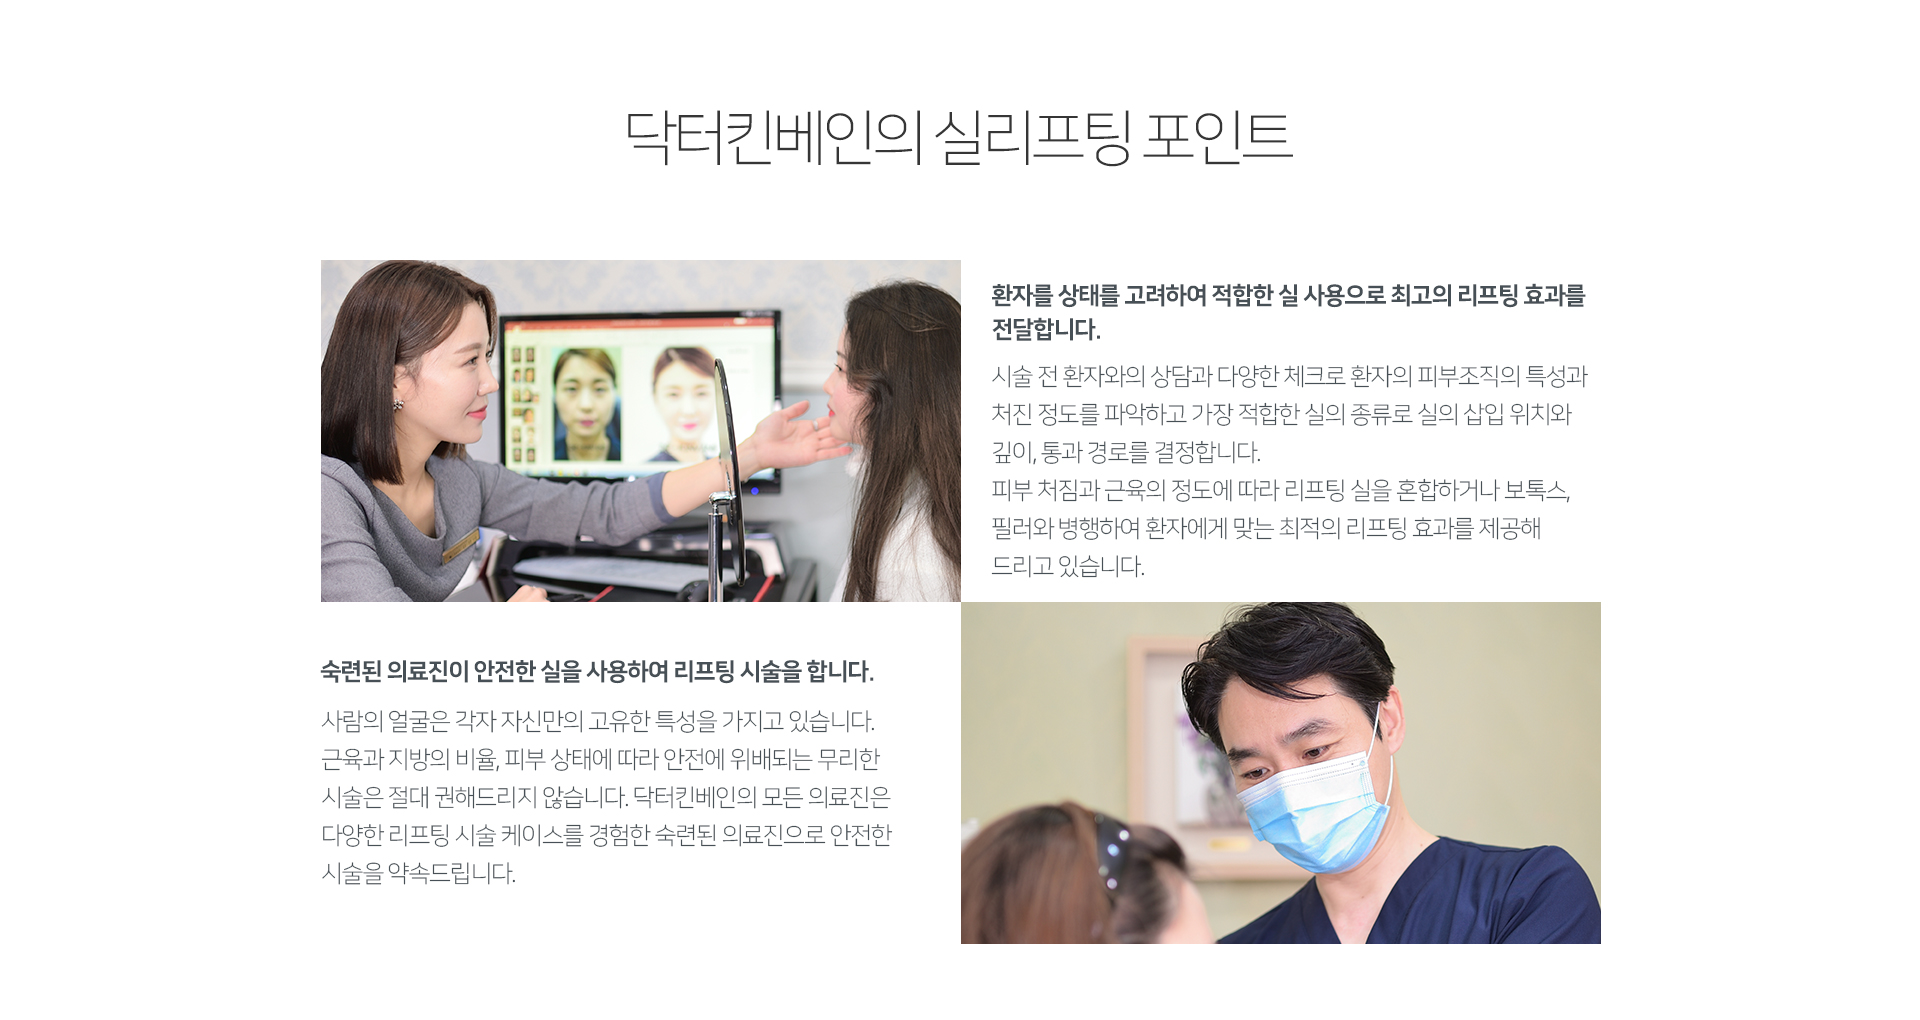 닥터킨베인의 실리프팅 포인트
환자를 상태를 고려하여 적합한 실 사용으로 최고의 리프팅 효과를
전달합니다.
시술 전 환자와의 상담과 다양한 체크로 환자의 피부조직의 특성과
처진 정도를 파악하고 가장 적합한 실의 종류로 실의 삽입 위치와
깊이, 통과 경로를 결정합니다.
피부 처짐과 근육의 정도에 따라 리프팅 실을 혼합하거나 보톡스,
필러와 병행하여 환자에게 맞는 최적의 리프팅 효과를 제공해
드리고 있습니다.
숙련된 의료진이 안전한 실을 사용하여 리프팅 시술을 합니다.
사람의 얼굴은 각자 자신만의 고유한 특성을 가지고 있습니다.
근육과 지방의 비율, 피부 상태에 따라 안전에 위배되는 무리한
시술은 절대 권해드리지 않습니다. 닥터킨베인의 모든 의료진은
다양한 리프팅 시술 케이스를 경험한 숙련된 의료진으로 안전한
시술을 약속드립니다.